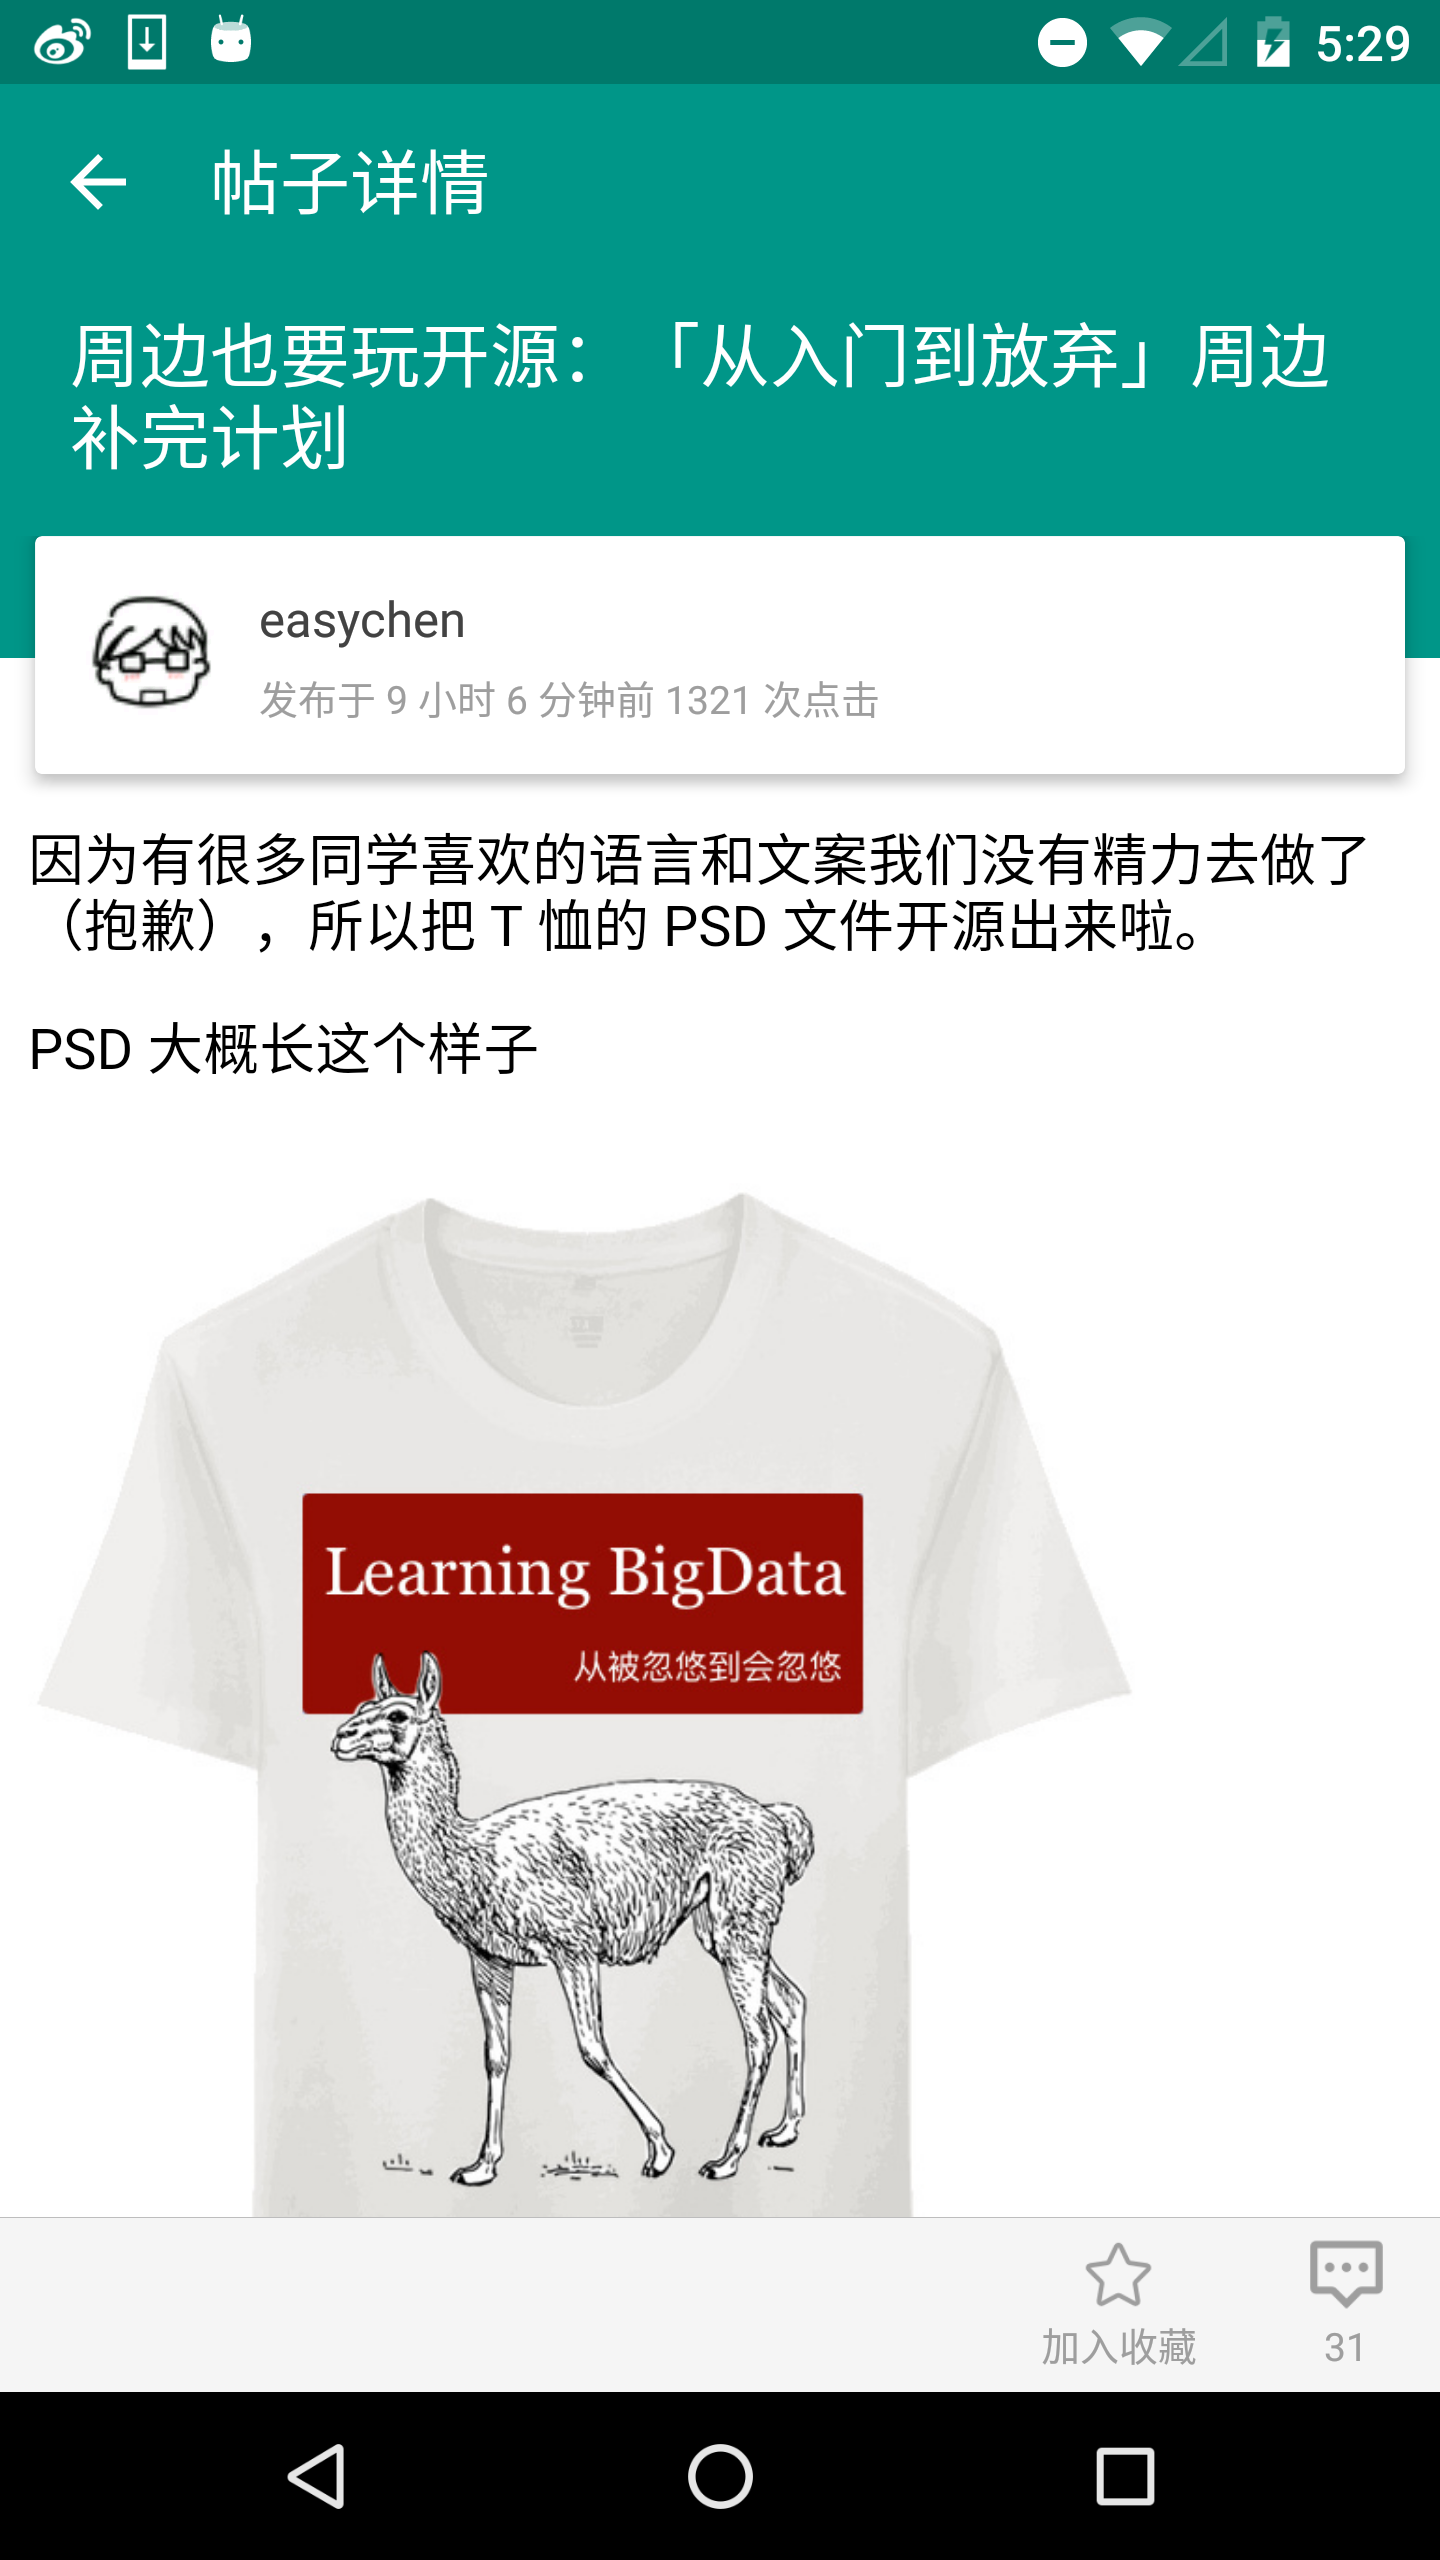 5:29
帖子详情
周边也要玩开源：「从入门到放弃」周边
补完计划
easychen
发布于 9 小时 6 分钟前 1321 次点击
因为有很多同学喜欢的语言和文案我们没有精力去做了
（抱歉），所以把 T 恤的 PSD 文件开源出来啦。
PSD 大概长这个样子
Learning BigData
从被忽悠到会忽悠
加入收藏
31